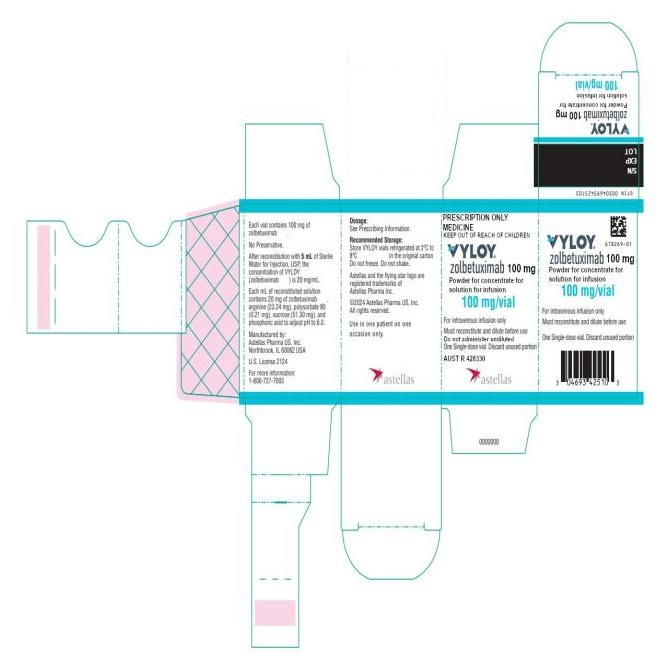 VYLOY®
zolbetuximab 100 mg
Powder for concentrate for
solution for infusion
100 mg/vial
S/N
EXP
LOT
GTIN 00304693425103
Each vial contains 100 mg of
zolbetuximab
No Preservative.
After reconstitution with 5 mL of Sterile
Water for Injection, USP, the
concentration of VYLOY
(zolbetuximab ) is 20 mg/mL.
Each mL of reconstituted solution
contains 20 mg of zolbetuximab
arginine (23.24 mg), polysorbate 80
(0.21 mg), sucrose (51.30 mg), and
phosphoric acid to adjust pH to 6.0.
Manufactured by:
Astellas Pharma US, Inc.
Northbrook, IL 60062 USA
U.S. License 2124
For more information:
1-800-727-7003
Dosage:
See Prescribing Information.
Recommended Storage:
Store VYLOY vials refrigerated at 2ºC to
8ºC in the original carton
Do not freeze. Do not shake.
Astellas and the flying star logo are
registered trademarks of
Astellas Pharma Inc.
©2024 Astellas Pharma US, Inc.
All rights reserved.
Use in one patient on one
occasion only.
astellas
PRESCRIPTION ONLY
MEDICINE
KEEP OUT OF REACH OF CHILDREN
VYLOY®
zolbetuximab 100 mg
Powder for concentrate for
solution for infusion
100 mg/vial
For intravenous infusion only
Must reconstitute and dilute before use
Do not administer undiluted
One Single-dose vial. Discard unused portion
AUST R 428330
astellas
0000000
678269-01
VYLOY®
zolbetuximab 100 mg
Powder for concentrate for
solution for infusion
100 mg/vial
For intravenous infusion only
Must reconstitute and dilute before use
One Single-dose vial. Discard unused portion
3 04693 42510 3